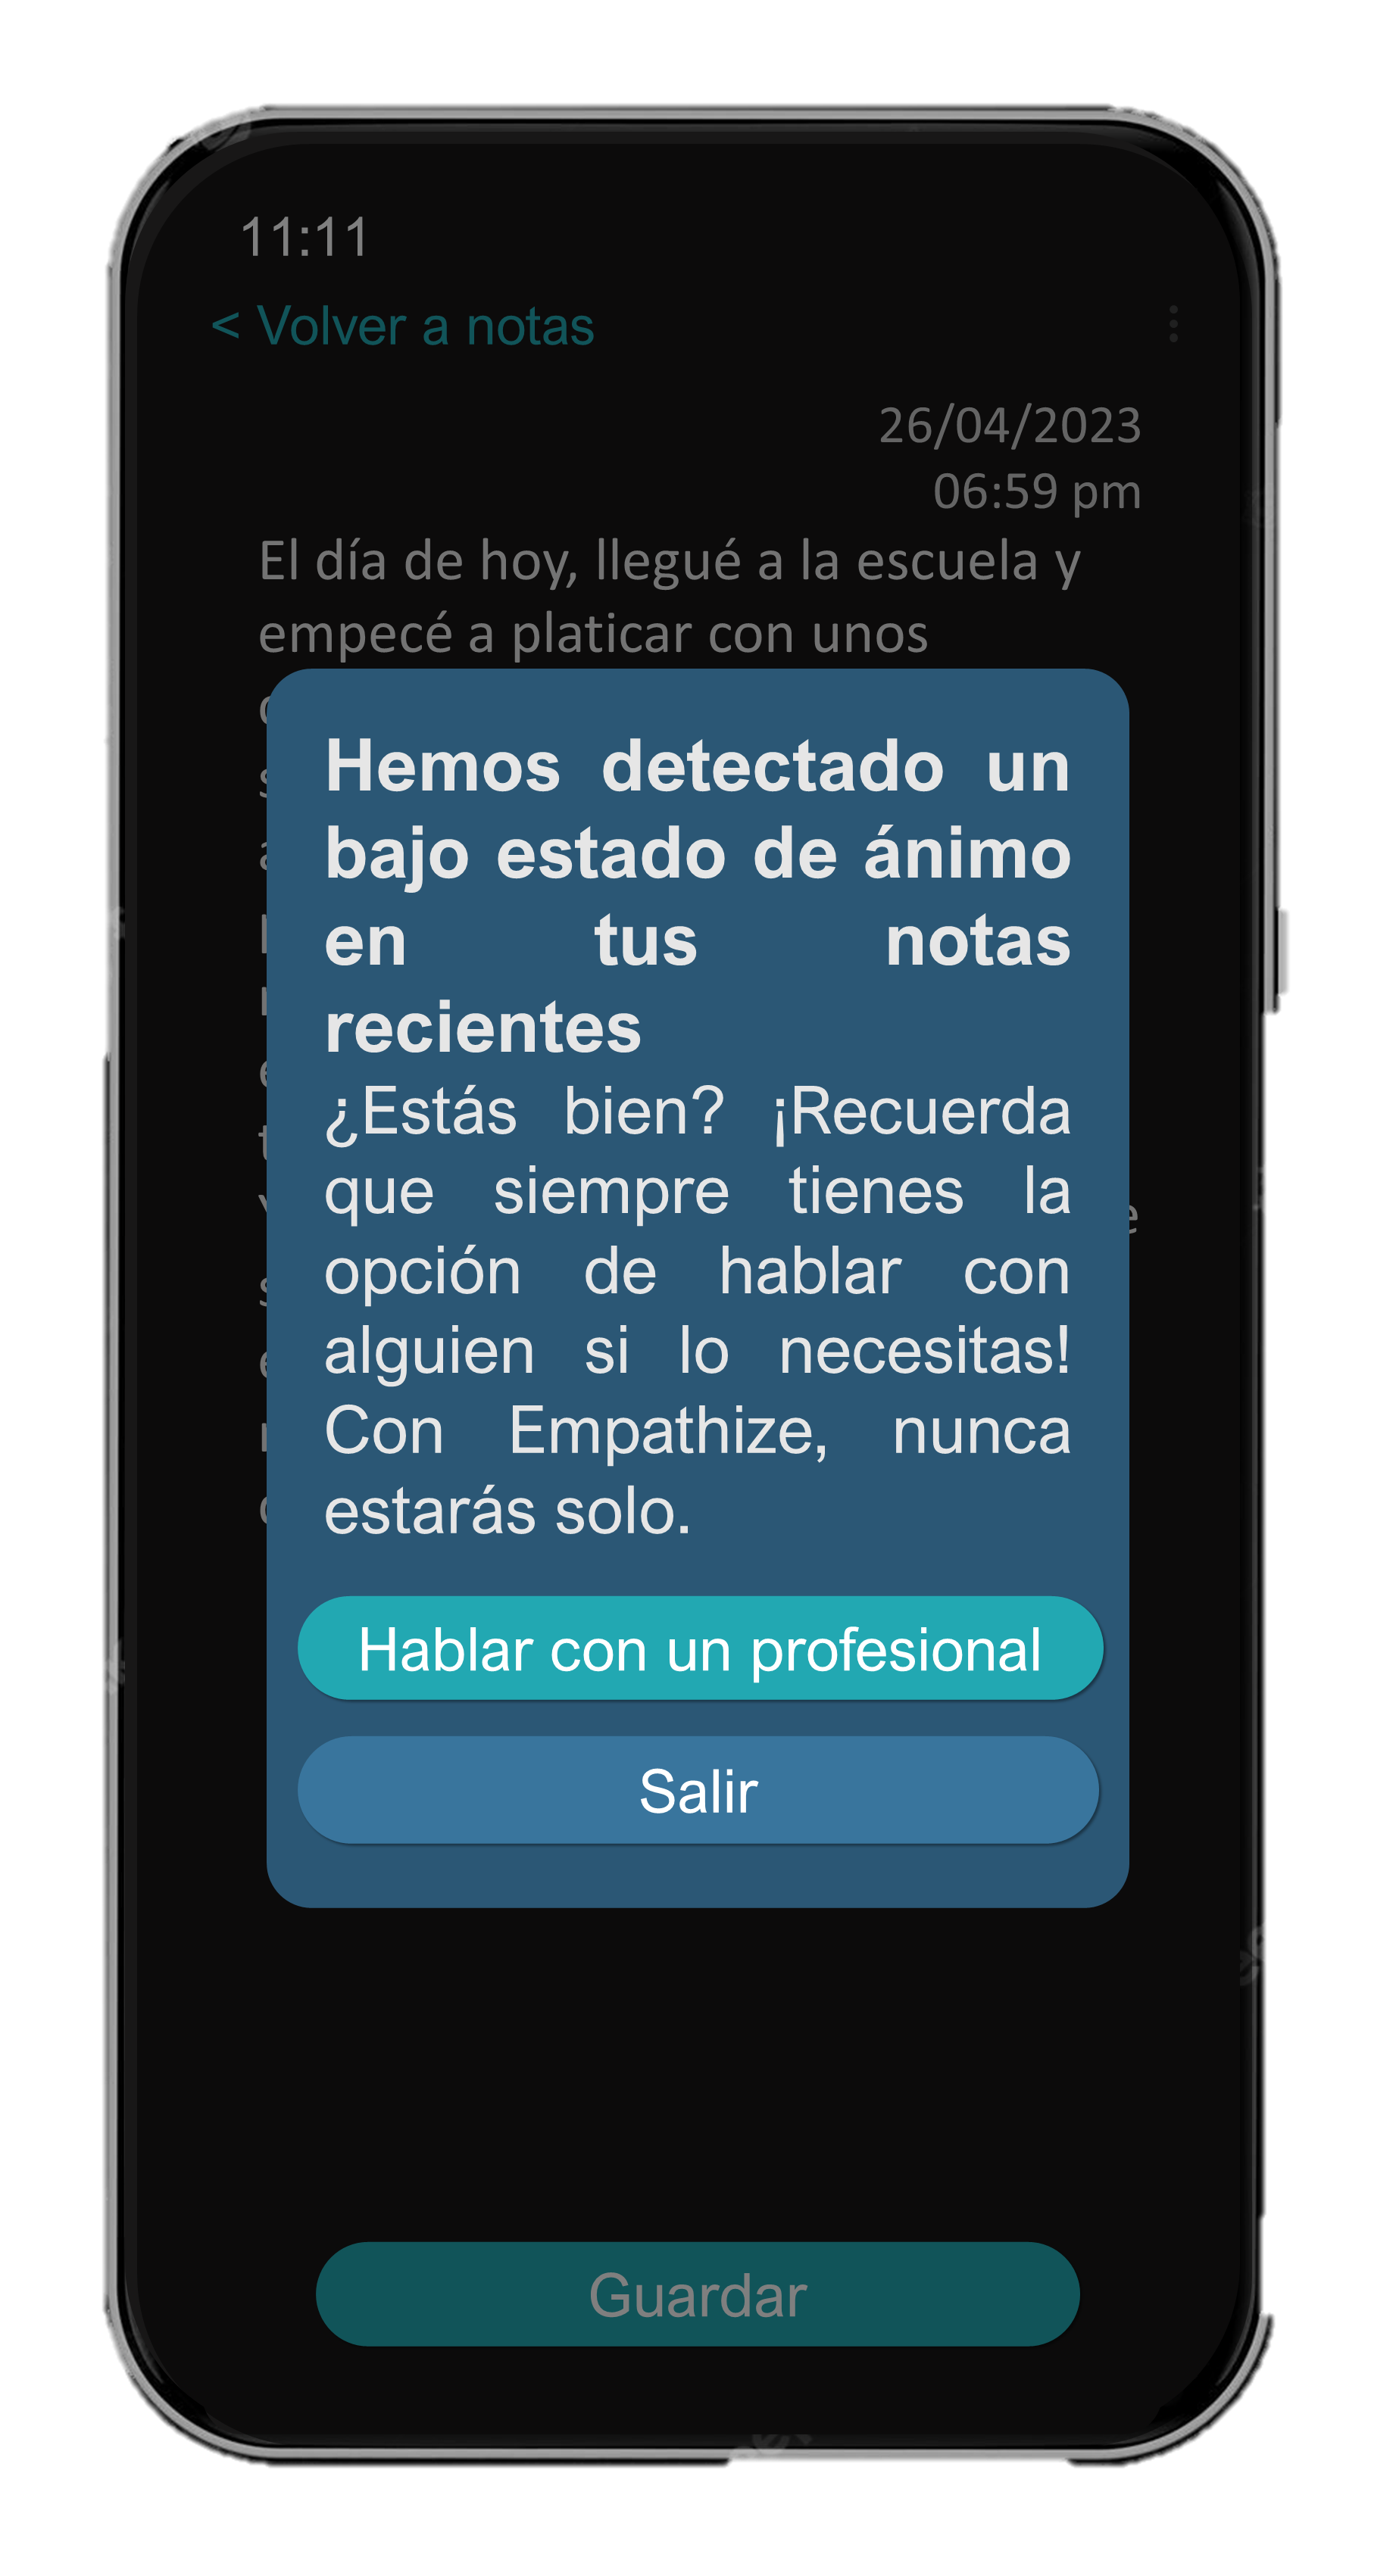 11:11
< Volver a notas
26/04/2023
06:59 pm
El día de hoy, llegué a la escuela y
empecé a platicar con unos
Hemos detectado un
bajo estado de ánimo
en tus notas
recientes
¿Estás bien? ¡Recuerda
que siempre tienes la
opción de hablar con
alguien si lo necesitas!
Con Empathize, nunca
estarás solo.
Hablar con un profesional
Salir
Guardar